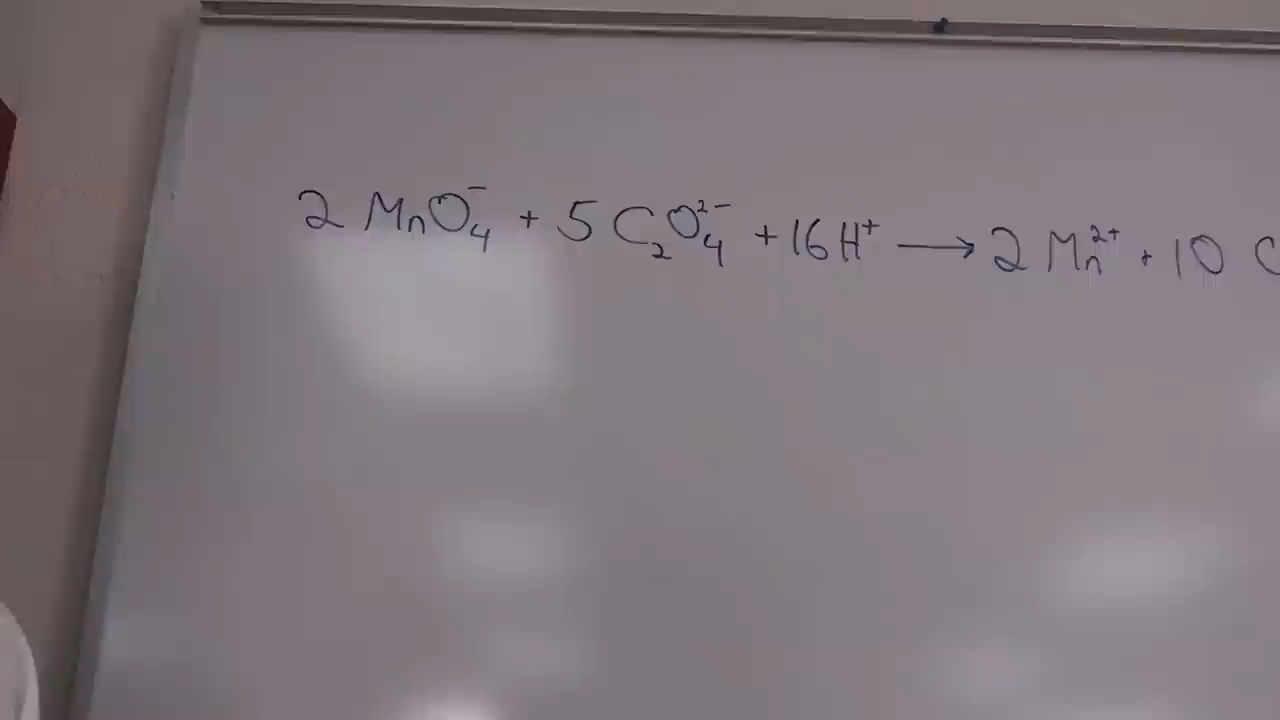 2 MnO₄⁻ + 5 C₂O₄²⁻ + 16 H⁺ → 2 Mn²⁺ + 10 C